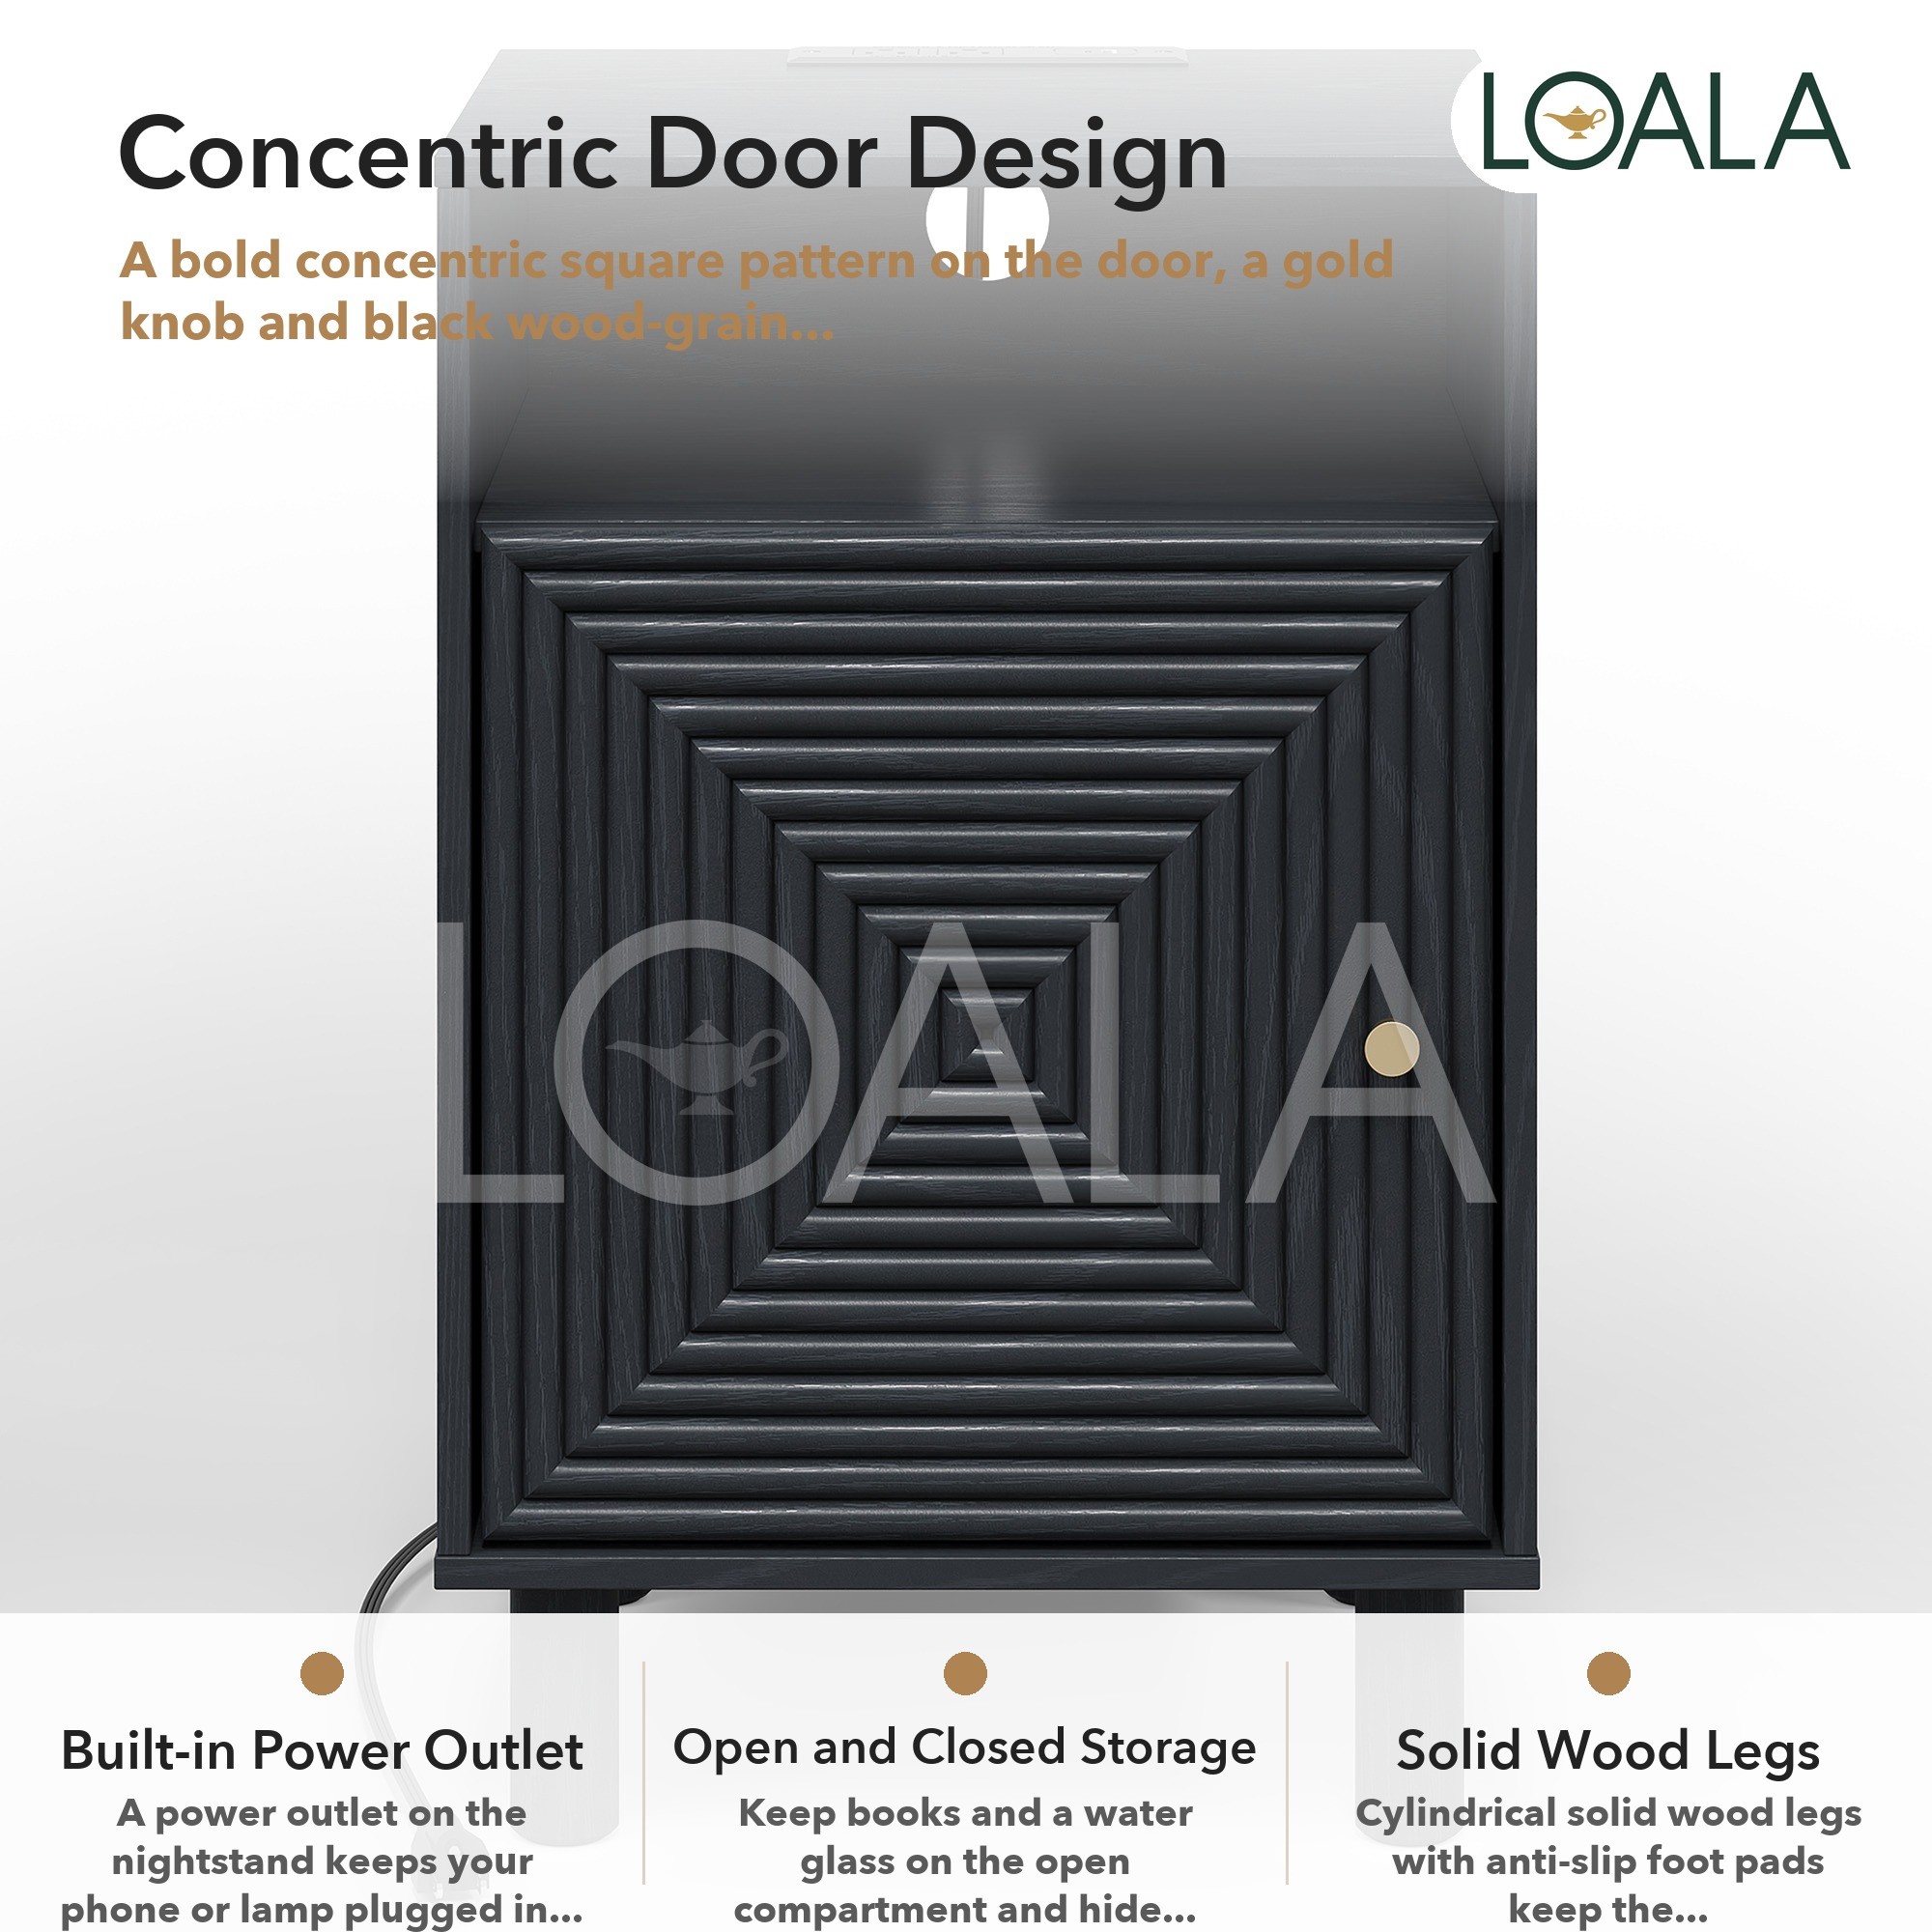 LOALA
Concentric Door Design
A bold concentric square pattern on the door, a gold
knob and black wood-grain...
LOALA
Built-in Power Outlet
A power outlet on the
nightstand keeps your
phone or lamp plugged in...
Open and Closed Storage
Keep books and a water
glass on the open
compartment and hide...
Solid Wood Legs
Cylindrical solid wood legs
with anti-slip foot pads
keep the...